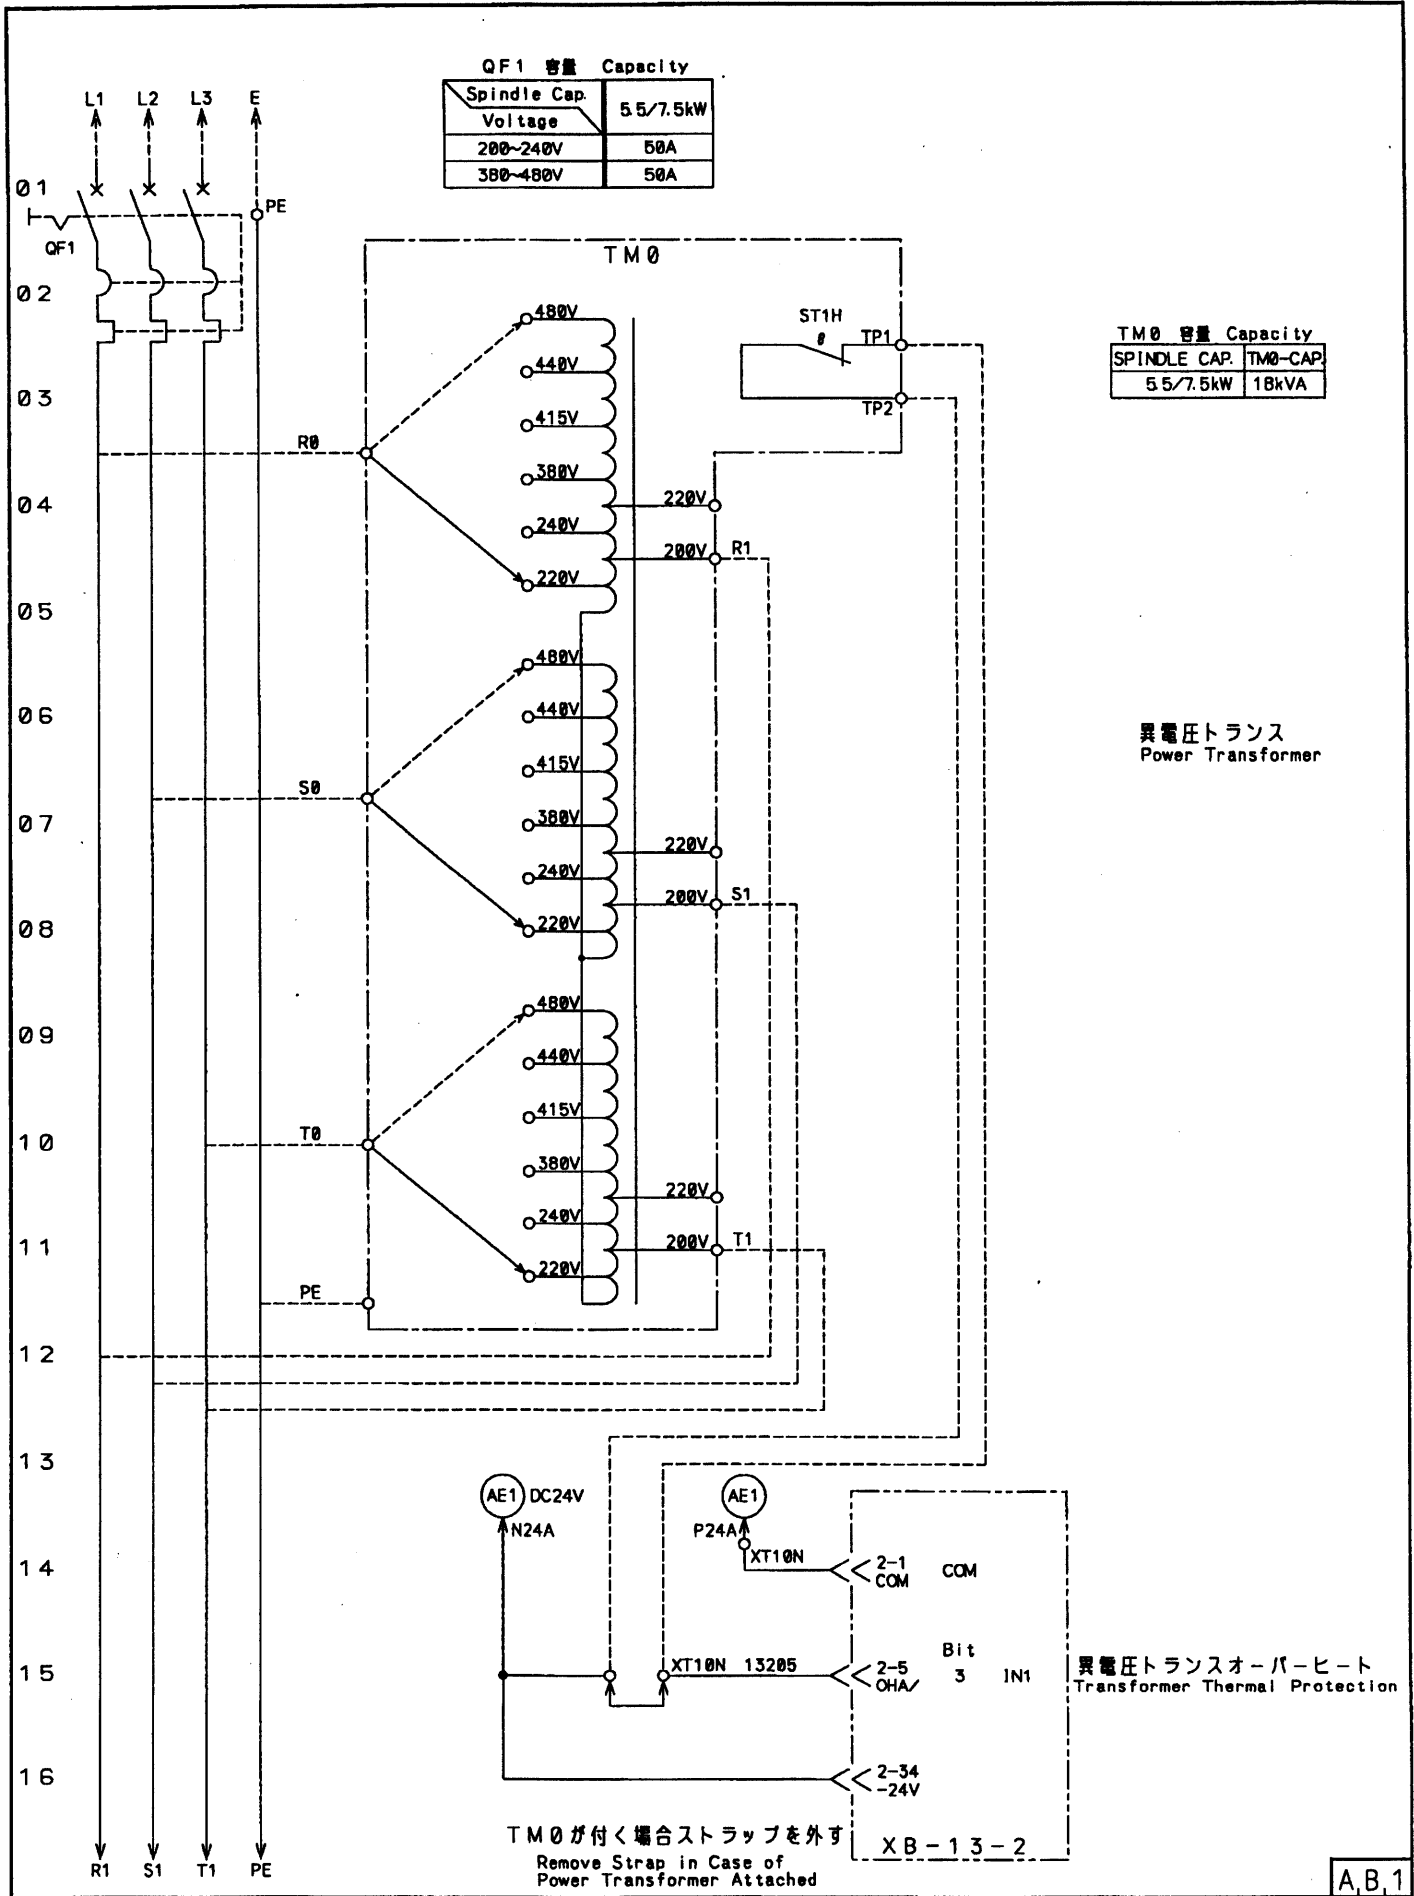 QF1 容量 Capacity
Spindle Cap. 5.5/7.5kW
Voltage
200~240V 50A
380~480V 50A
L1 L2 L3 E
01
PE
QF1
TM0
02
480V
ST1H
TP1
TM0 容量 Capacity
SPINDLE CAP. TM0-CAP.
5.5/7.5kW 18kVA
440V
03
TP2
415V
R0
380V
04
220V
240V
200V R1
220V
05
480V
06
440V
異電圧トランス
Power Transformer
415V
S0
07
380V
220V
240V
200V S1
08
220V
480V
09
440V
415V
10
T0
380V
220V
240V
11
200V T1
220V
PE
12
13
AE1 DC24V
AE1
N24A
P24A
XT10N
14
2-1
COM
COM
Bit
15
XT10N 13205
2-5
OHA/
3 IN1
異電圧トランスオーバーヒート
Transformer Thermal Protection
16
2-34
-24V
TM0が付く場合ストラップを外す
XB-13-2
Remove Strap in Case of
Power Transformer Attached
R1 S1 T1 PE
A,B,1